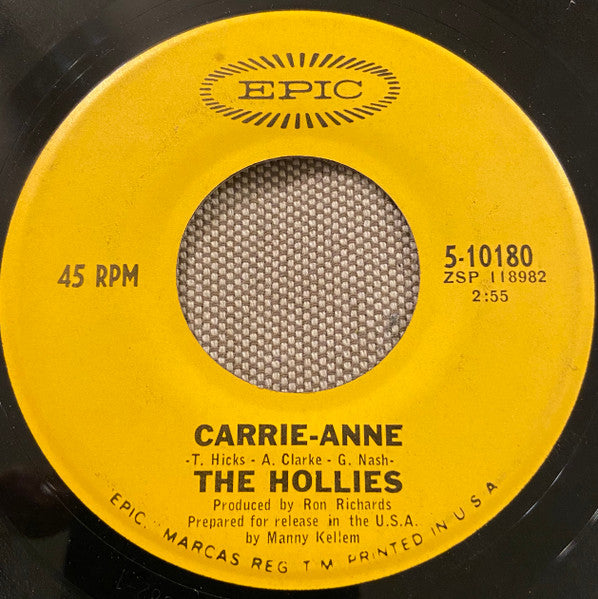 EPIC
45 RPM
5-10180
ZSP 118982
2:55
CARRIE-ANNE
-T. Hicks - A. Clarke - G. Nash-
THE HOLLIES
Produced by Ron Richards
Prepared for release in the U.S.A.
by Manny Kellem
EPIC, MARCAS REG T M PRINTED IN U S A